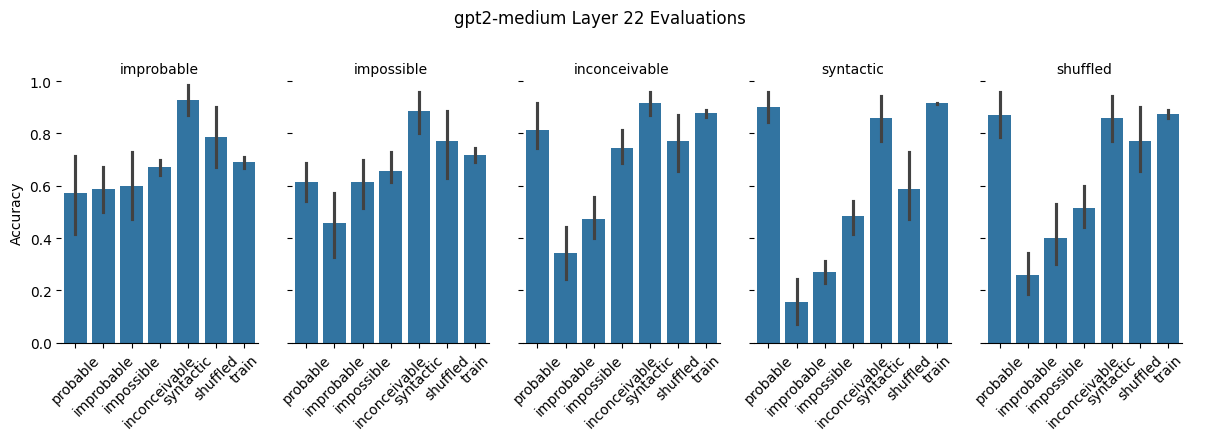 gpt2-medium Layer 22 Evaluations
improbable impossible inconceivable syntactic shuffled
1.0
0.8
0.6
0.4
0.2
0.0
Accuracy
probable improbable impossible inconceivable syntactic shuffled train
probable improbable impossible inconceivable syntactic shuffled train
probable improbable impossible inconceivable syntactic shuffled train
probable improbable impossible inconceivable syntactic shuffled train
probable improbable impossible inconceivable syntactic shuffled train